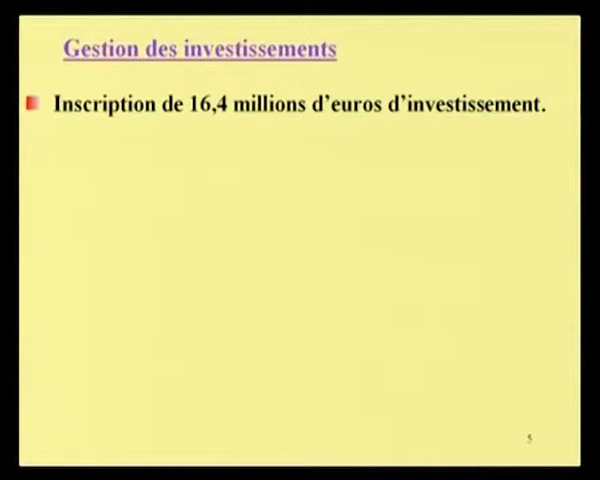 Gestion des investissements
Inscription de 16,4 millions d’euros d’investissement.
5